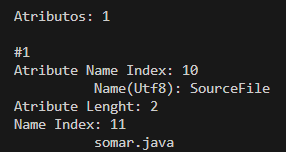 Atributos: 1
#1
Atribute Name Index: 10
Name(Utf8): SourceFile
Atribute Lenght: 2
Name Index: 11
somar.java